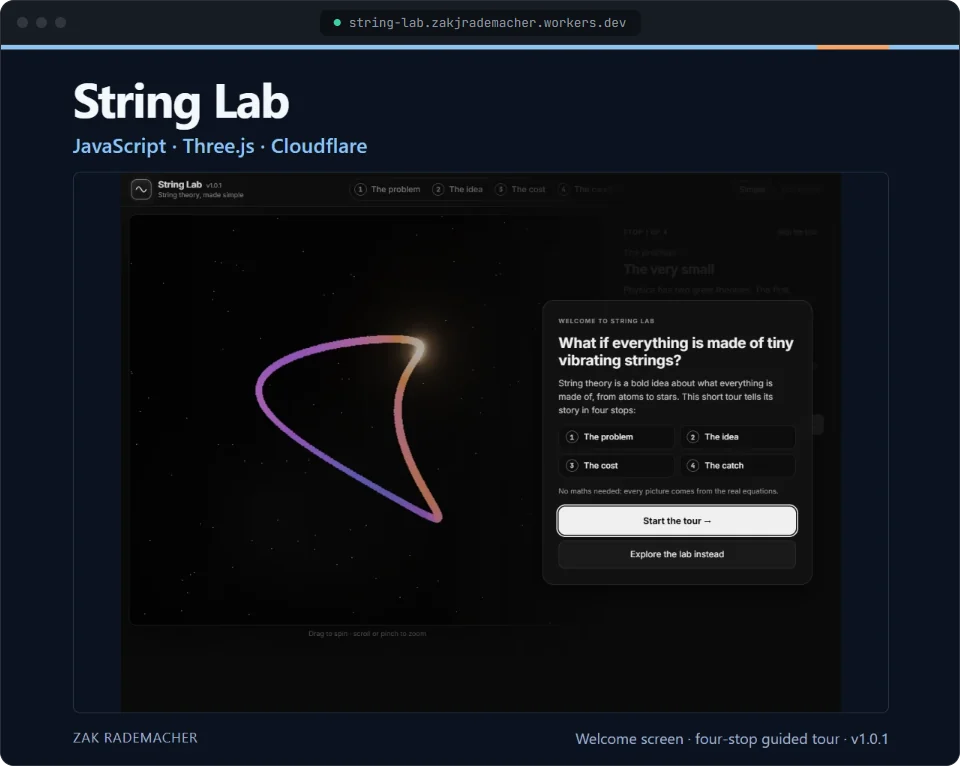 string-lab.zakjrademacher.workers.dev
String Lab
JavaScript · Three.js · Cloudflare
String Lab v1.0.1
String theory, made simple
1 The problem 2 The idea 3 The cost 4
The very small
WELCOME TO STRING LAB
What if everything is made of tiny
vibrating strings?
String theory is a bold idea about what everything is
made of, from atoms to stars. This short tour tells its
story in four stops:
1 The problem
2 The idea
3 The cost
4 The catch
No maths needed: every picture comes from the real equations.
Start the tour →
Explore the lab instead
Drag to spin · scroll or pinch to zoom
ZAK RADEMACHER
Welcome screen · four-stop guided tour · v1.0.1